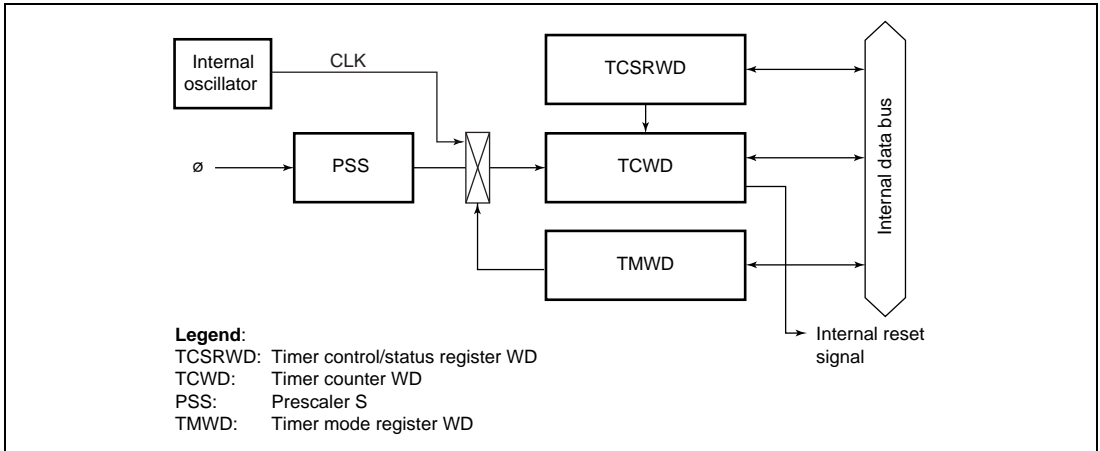 Internal
oscillator
CLK
TCSRWD
ø
PSS
TCWD
TMWD
Internal data bus
Internal reset
signal
Legend:
TCSRWD: Timer control/status register WD
TCWD: Timer counter WD
PSS: Prescaler S
TMWD: Timer mode register WD